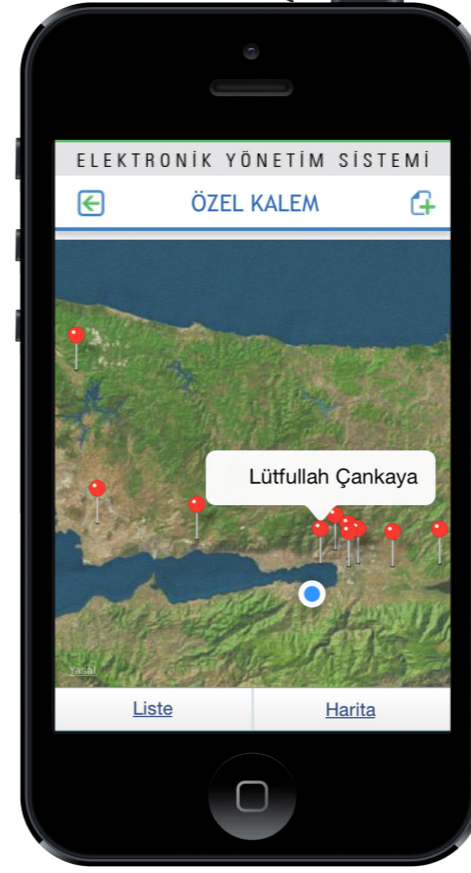 ELEKTRONİK YÖNETİM SİSTEMİ
ÖZEL KALEM
Lütfullah Çankaya
Yasal
Liste
Harita